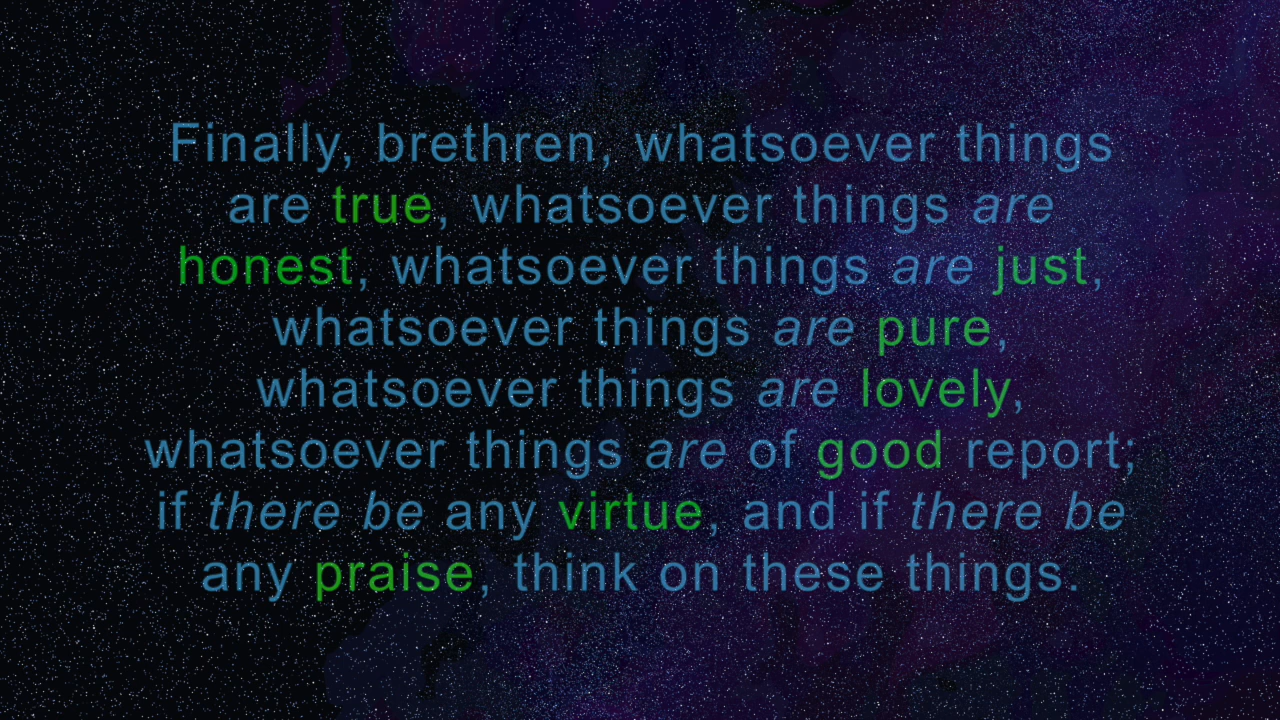 Finally, brethren, whatsoever things
are true, whatsoever things are
honest, whatsoever things are just,
whatsoever things are pure,
whatsoever things are lovely,
whatsoever things are of good report;
if there be any virtue, and if there be
any praise, think on these things.